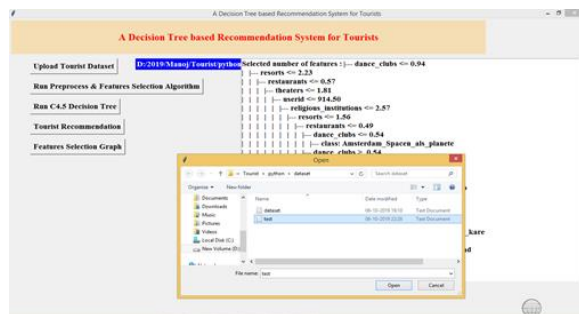 A Decision Tree based Recommendation System for Tourists
A Decision Tree based Recommendation System for Tourists
Upload Tourist Dataset
D:/2019/Manoj/Tourist/python
Run Preprocess & Features Selection Algorithm
Run C4.5 Decision Tree
Tourist Recommendation
Features Selection Graph
Selected number of features : |--- dance_clubs <= 0.94
| |--- resorts <= 2.23
| | |--- restaurants <= 0.57
| | | |--- theaters <= 1.81
| | | | |--- userid <= 914.50
| | | | | |--- religious_institutions <= 2.57
| | | | | | |--- resorts <= 1.56
| | | | | | | |--- restaurants <= 0.49
| | | | | | | | |--- dance_clubs <= 0.54
| | | | | | | | | |--- class: Amsterdam_Spacen_als_planete
| | | | | | | | |--- dance_clubs > 0.54
_kare
Open
Tourist › python › dataset
Search dataset
Organize New folder
Documents
Downloads
Music
Pictures
Videos
Local Disk (C:)
New Volume (D:)
Name Date modified Type
dataset Text Document
test Text Document
File name: test
Open Cancel